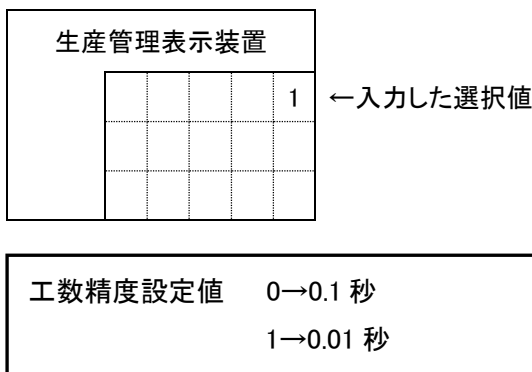 生産管理表示装置
1 ←入力した選択値
工数精度設定値 0→0.1 秒
1→0.01 秒